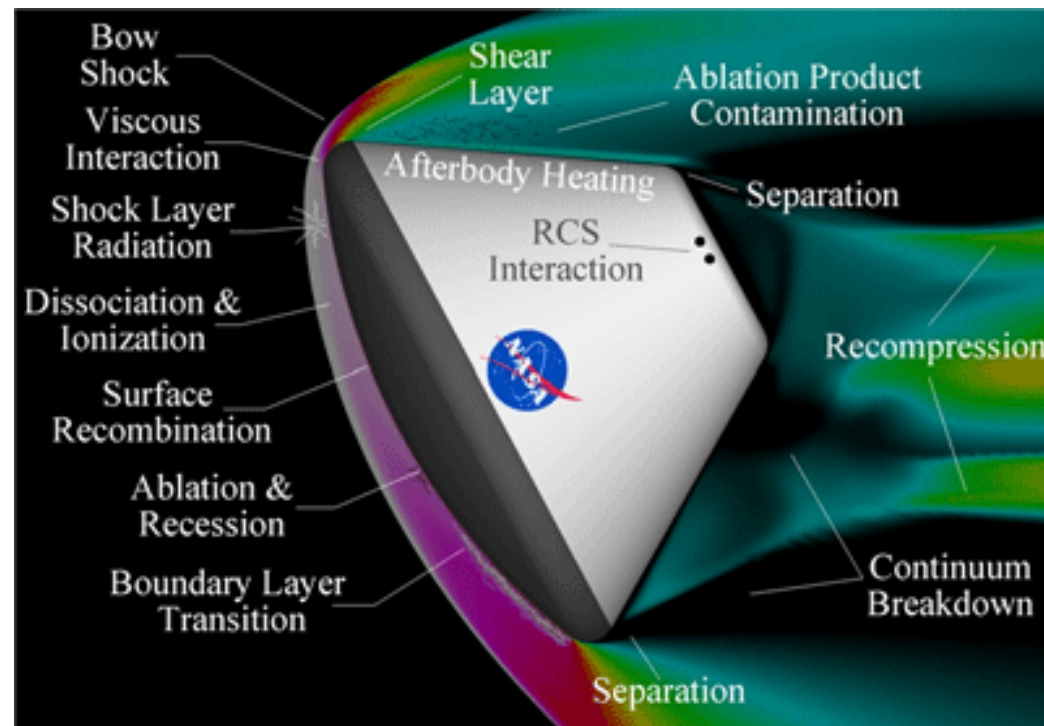 Bow
Shock
Shear
Layer
Ablation Product
Contamination
Viscous
Interaction
Afterbody Heating
Separation
Shock Layer
Radiation
RCS
Interaction
Dissociation &
Ionization
Recompression
NASA
Surface
Recombination
Ablation &
Recession
Boundary Layer
Transition
Continuum
Breakdown
Separation